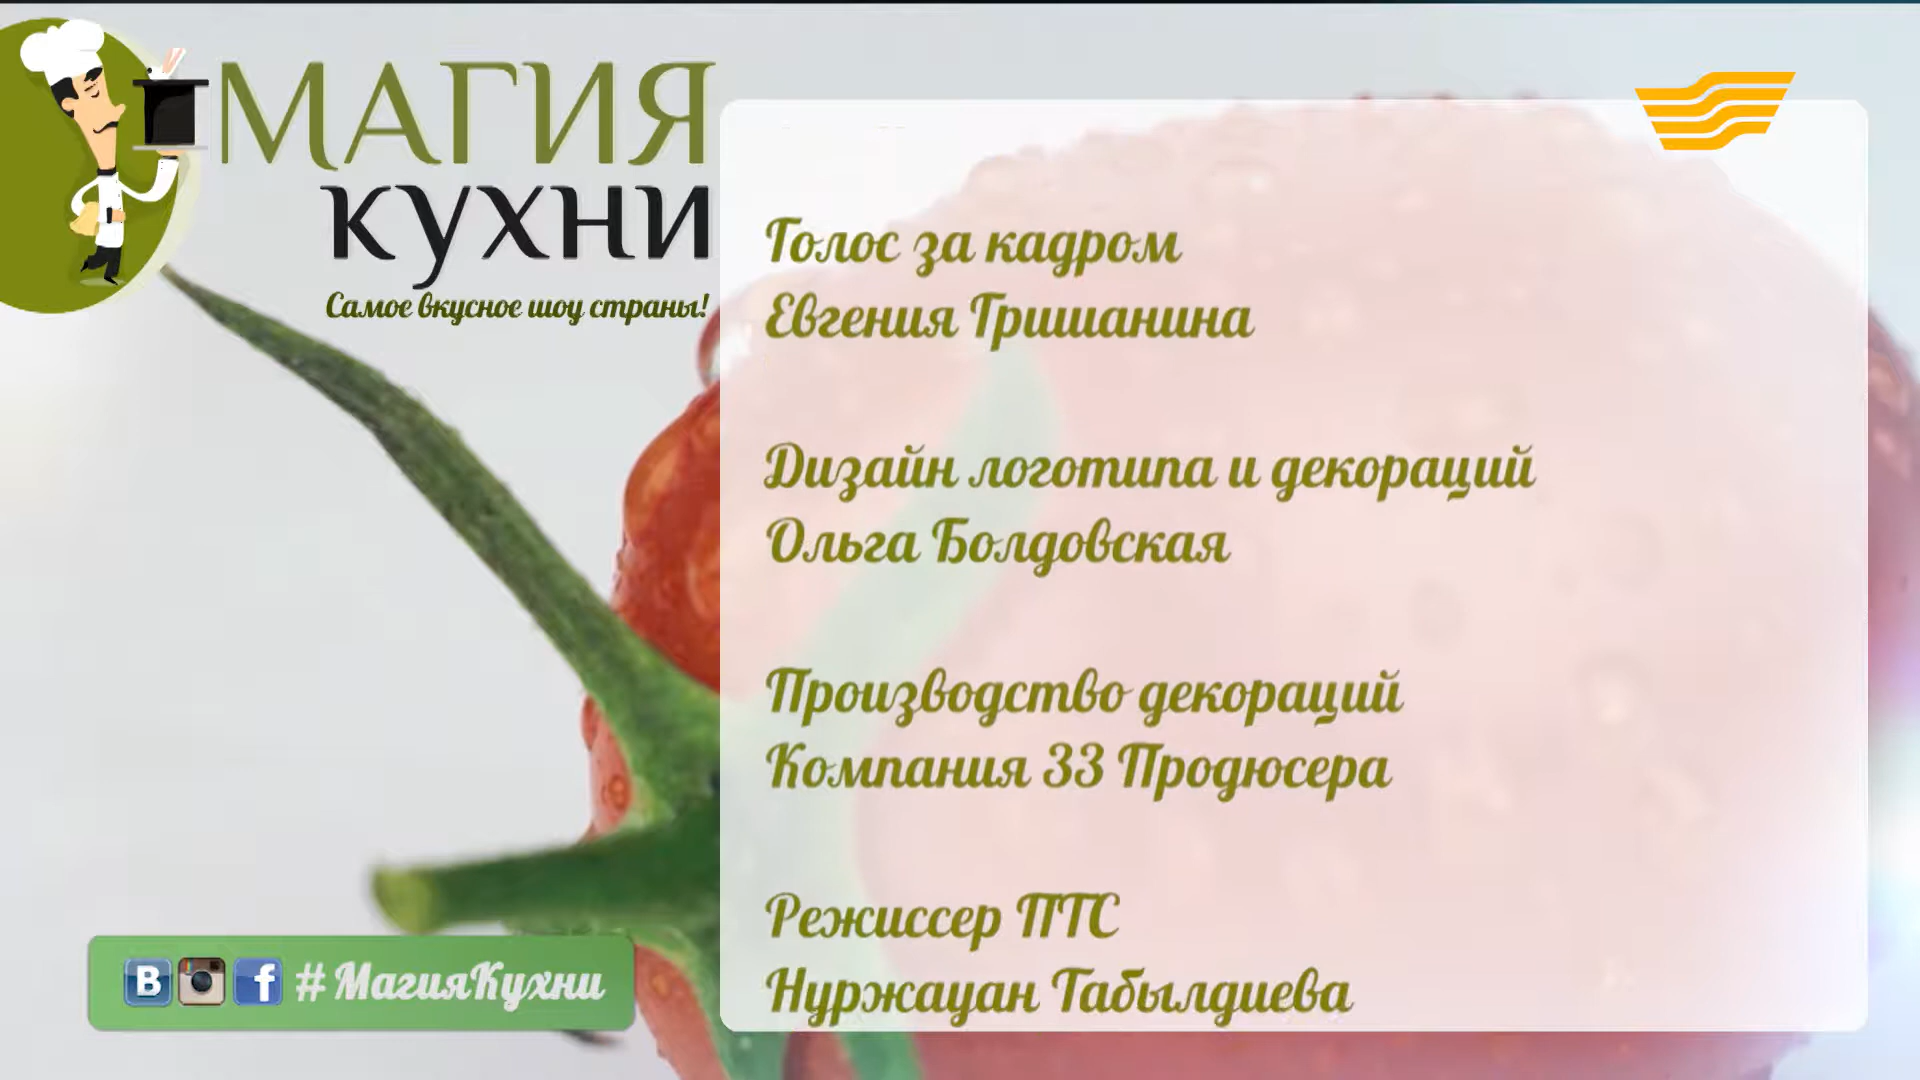 МАГИЯ
кухни
Самое вкусное шоу страны!
Голос за кадром
Евгения Гришанина
Дизайн логотипа и декораций
Ольга Болдовская
Производство декораций
Компания 33 Продюсера
Режиссер ПТС
Нуржауан Табылдиева
#МагияКухни